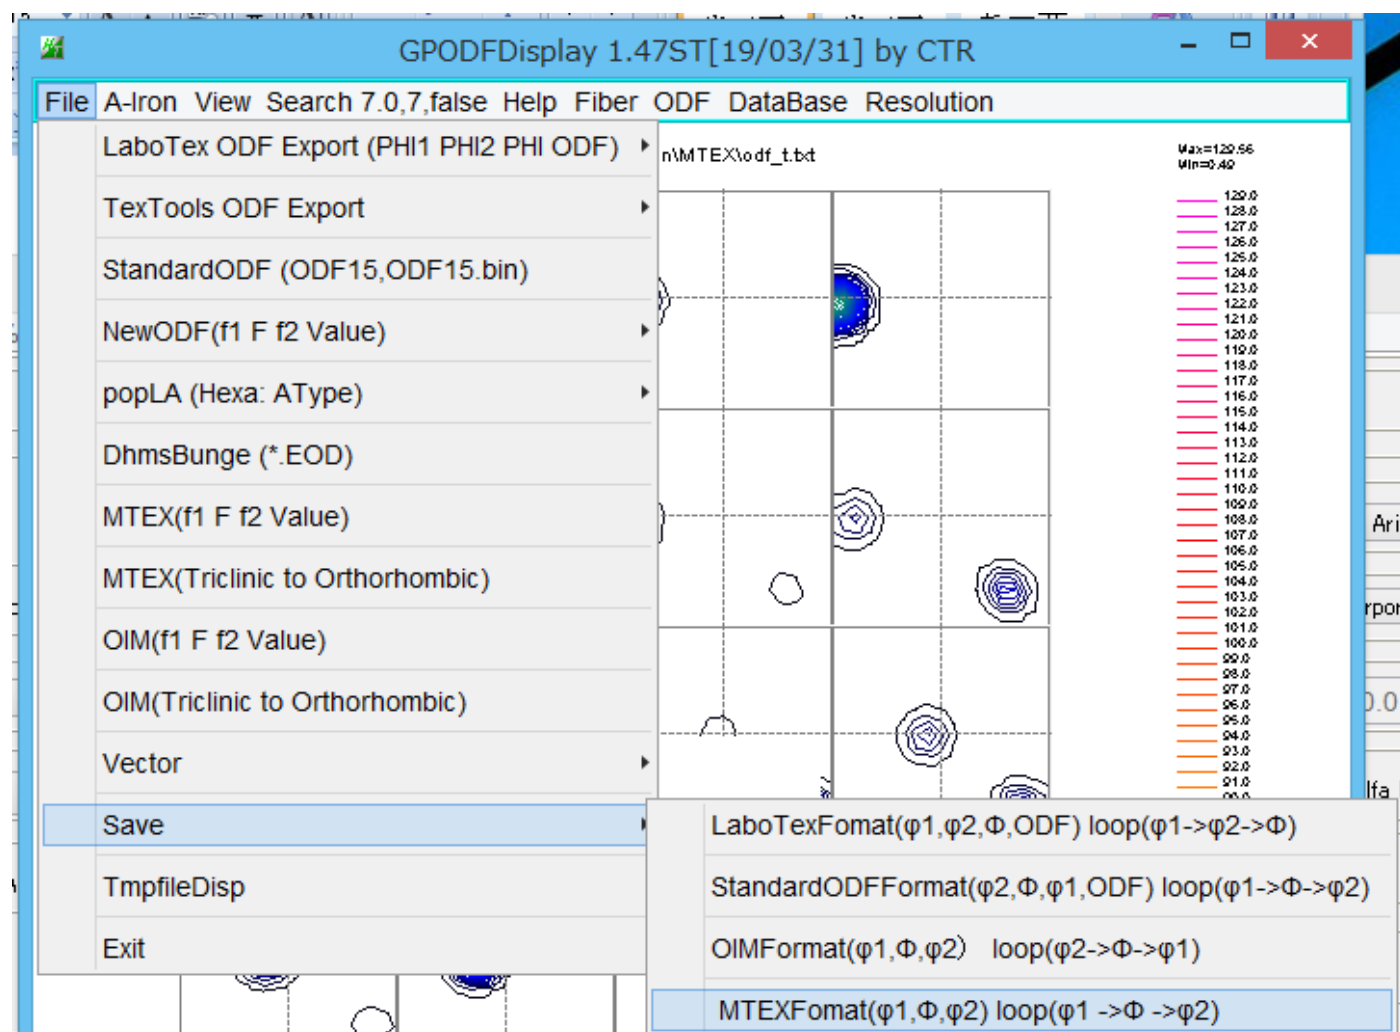 GPODFDisplay 1.47ST[19/03/31] by CTR
File A-Iron View Search 7.0,7,false Help Fiber ODF DataBase Resolution
LaboTex ODF Export (PHI1 PHI2 PHI ODF)
n\MTEX\odf_t.txt
Max=129.56
Min=0.49
TexTools ODF Export
StandardODF (ODF15,ODF15.bin)
NewODF(f1 F f2 Value)
popLA (Hexa: AType)
DhmsBunge (*.EOD)
MTEX(f1 F f2 Value)
MTEX(Triclinic to Orthorhombic)
OIM(f1 F f2 Value)
OIM(Triclinic to Orthorhombic)
Vector
Save
TmpfileDisp
Exit
129.0
128.0
127.0
126.0
125.0
124.0
123.0
122.0
121.0
120.0
119.0
118.0
117.0
116.0
115.0
114.0
113.0
112.0
111.0
110.0
109.0
108.0
107.0
106.0
105.0
104.0
103.0
102.0
101.0
100.0
99.0
98.0
97.0
96.0
95.0
94.0
93.0
92.0
91.0
Ari
rpor
0.0
lfa
LaboTexFomat(φ1,φ2,Φ,ODF) loop(φ1->φ2->Φ)
StandardODFFormat(φ2,Φ,φ1,ODF) loop(φ1->Φ->φ2)
OIMFormat(φ1,Φ,φ2） loop(φ2->Φ->φ1)
MTEXFomat(φ1,Φ,φ2) loop(φ1 ->Φ ->φ2)